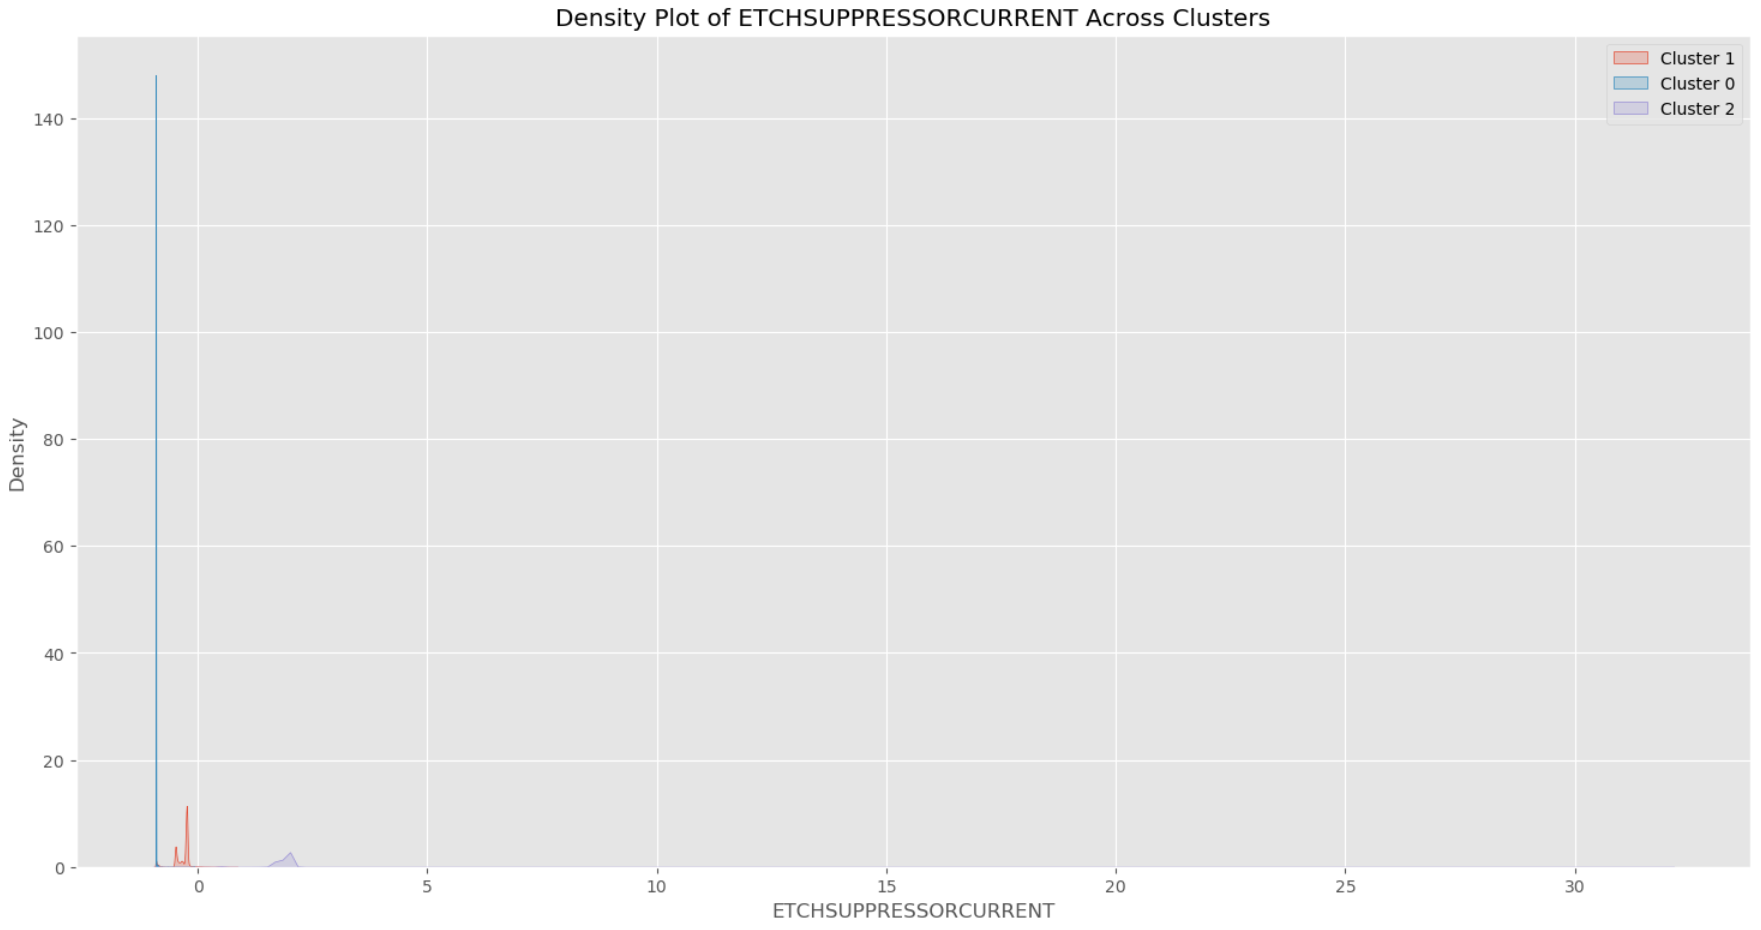 Density Plot of ETCHSUPPRESSORCURRENT Across Clusters
Cluster 1
Cluster 0
Cluster 2
140
120
100
80
60
40
20
0
Density
0 5 10 15 20 25 30
ETCHSUPPRESSORCURRENT